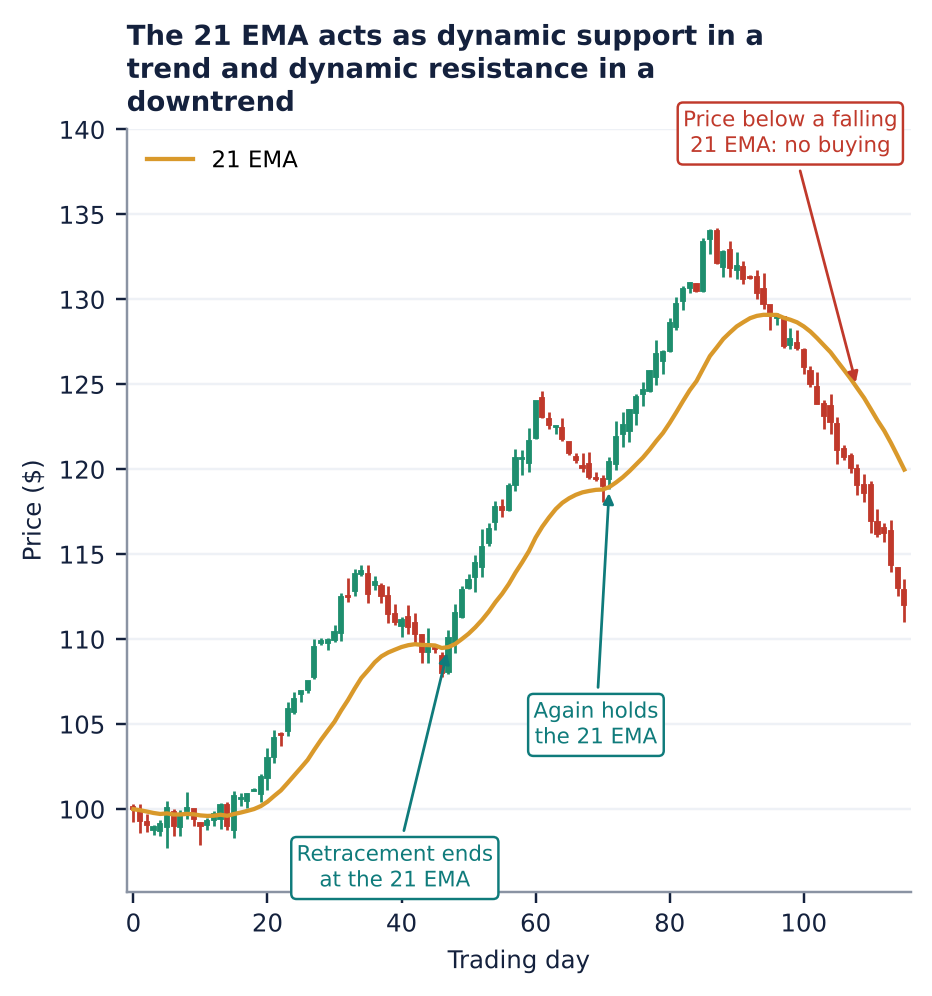 The 21 EMA acts as dynamic support in a
trend and dynamic resistance in a
downtrend
Price below a falling
21 EMA: no buying
21 EMA
140
135
130
125
120
115
110
105
100
Price ($)
Again holds
the 21 EMA
Retracement ends
at the 21 EMA
0
20
40
60
80
100
Trading day